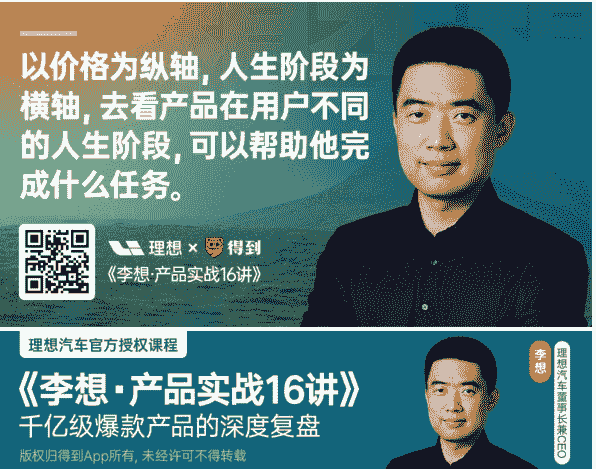 以价格为纵轴，人生阶段为
横轴，去看产品在用户不同
的人生阶段，可以帮助他完
成什么任务。
理想 × 得到
《李想·产品实战16讲》
理想汽车官方授权课程
《李想·产品实战16讲》
千亿级爆款产品的深度复盘
版权归得到App所有，未经许可不得转载
李想
理想汽车董事长兼CEO